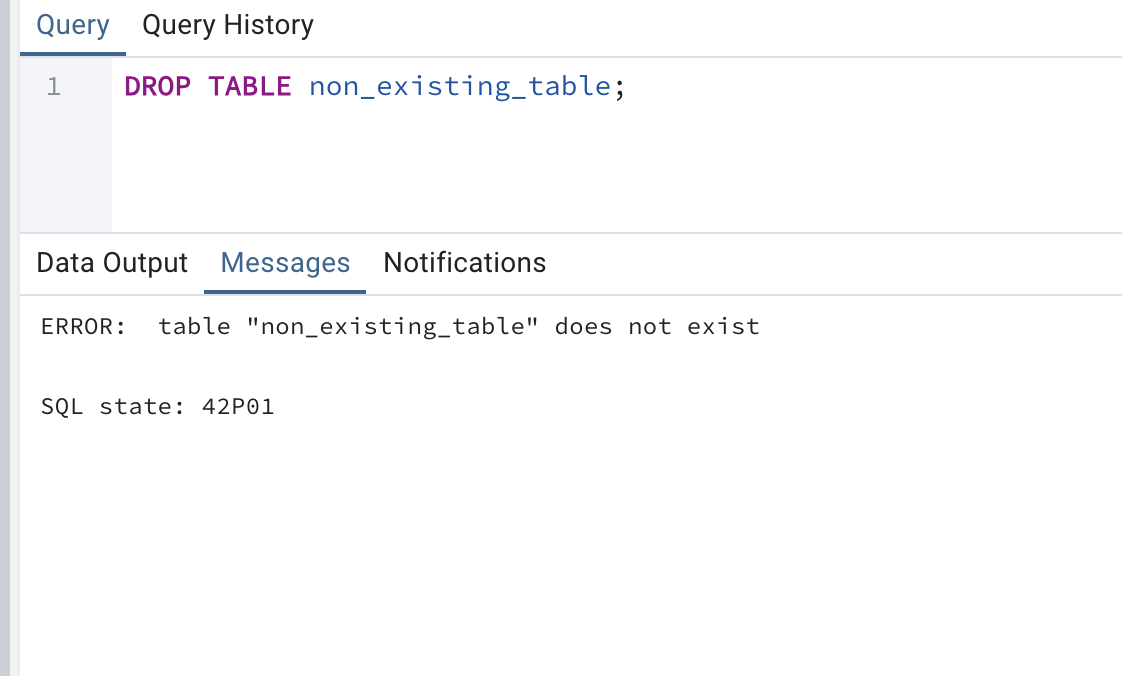 Query Query History
1 DROP TABLE non_existing_table;
Data Output Messages Notifications
ERROR:  table "non_existing_table" does not exist
SQL state: 42P01